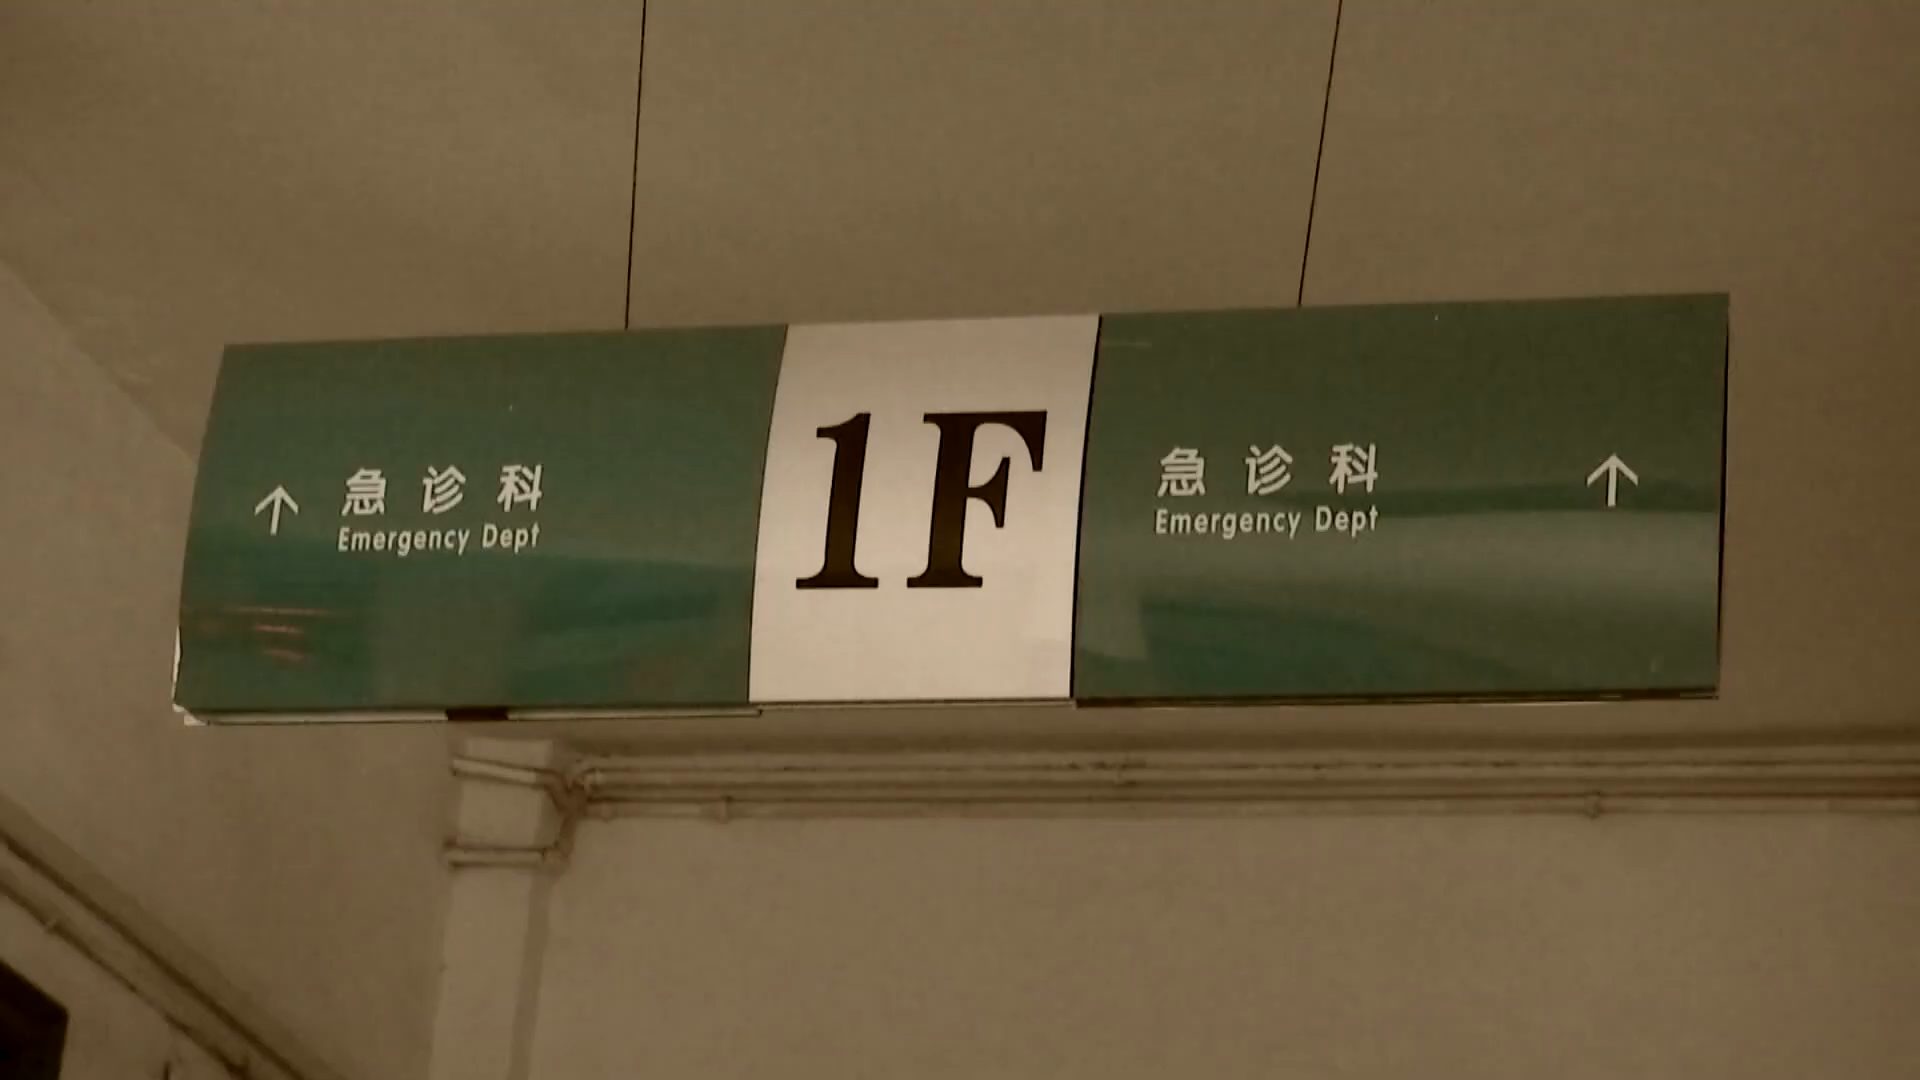 ↑ 急诊科
Emergency Dept
1F
急诊科 ↑
Emergency Dept